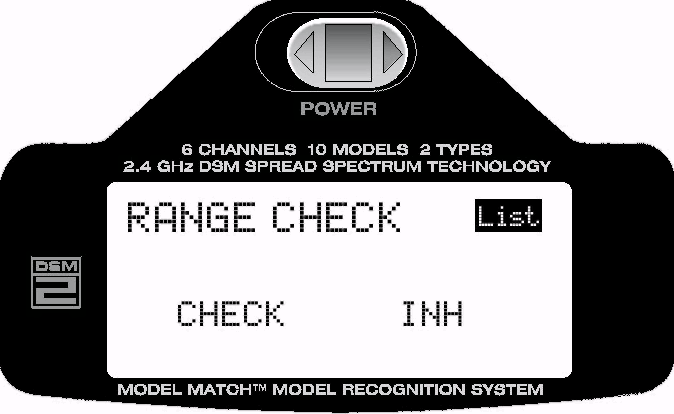 POWER
6 CHANNELS 10 MODELS 2 TYPES
2.4 GHz DSM SPREAD SPECTRUM TECHNOLOGY
RANGE CHECK List
DSM
2
CHECK INH
MODEL MATCH™ MODEL RECOGNITION SYSTEM